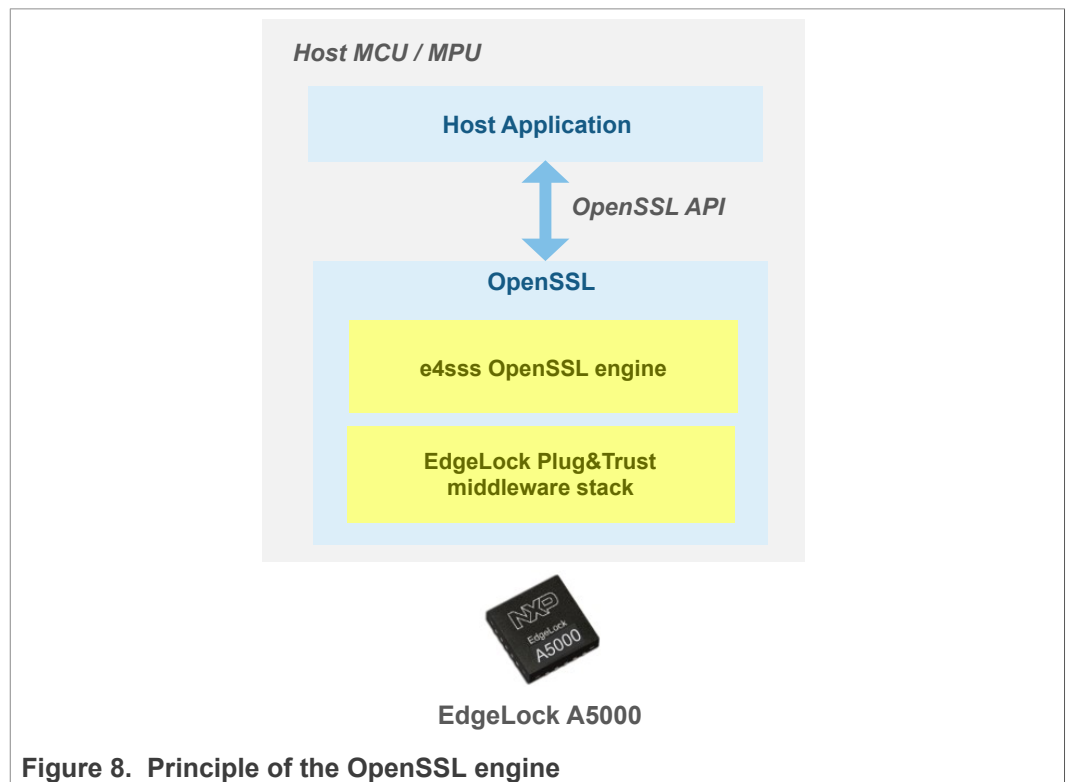 Host MCU / MPU
Host Application
OpenSSL API
OpenSSL
e4sss OpenSSL engine
EdgeLock Plug&Trust
middleware stack
NXP
EdgeLock
A5000
EdgeLock A5000
Figure 8. Principle of the OpenSSL engine